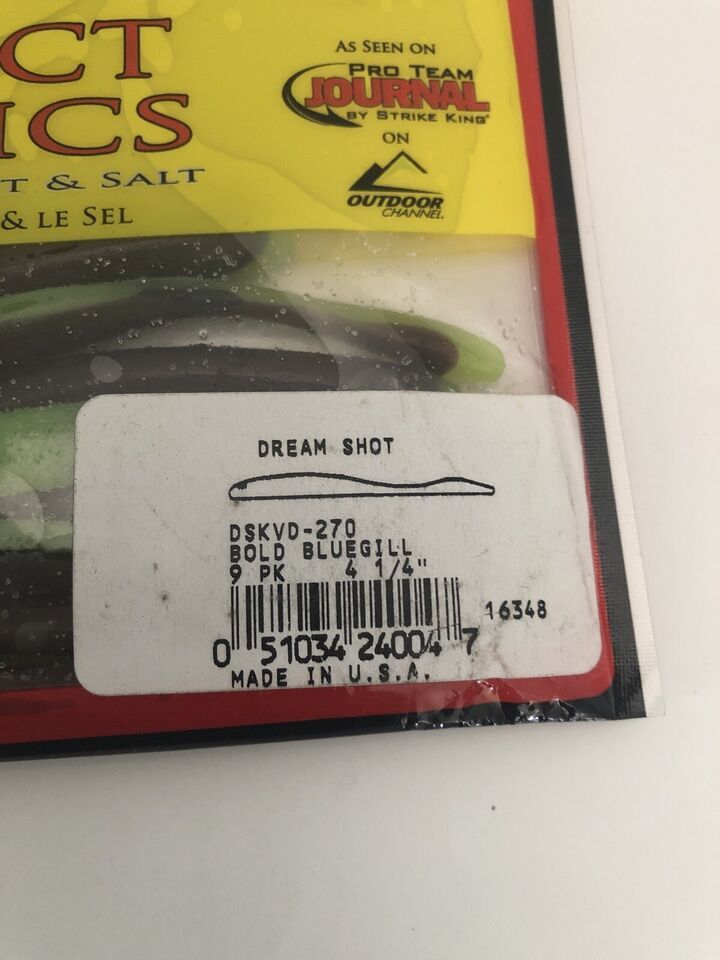 CT
ICS
T & SALT
& LE SEL
AS SEEN ON
PRO TEAM
JOURNAL
BY STRIKE KING®
ON
OUTDOOR
CHANNEL.
DREAM SHOT
DSKVD-270
BOLD BLUEGILL
9 PK 4 1/4"
16348
0 51034 24004 7
MADE IN U.S.A.